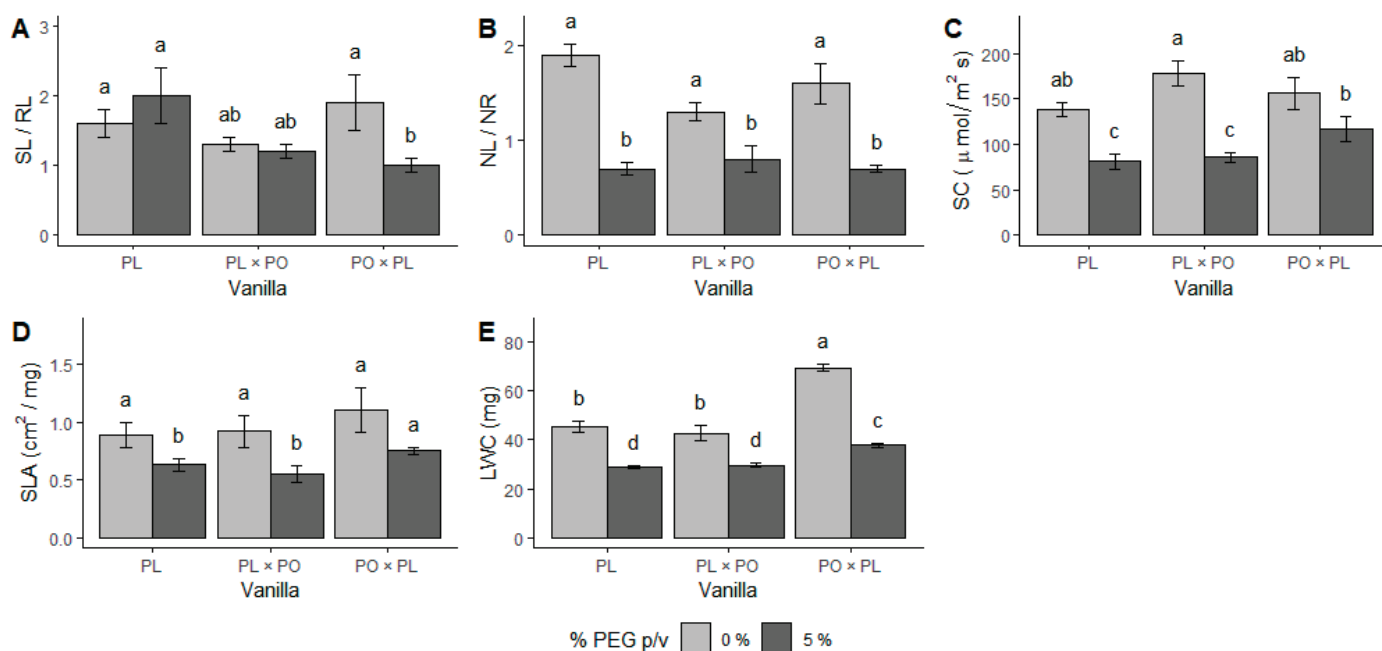 A
SL / RL
3
2
1
0
a
a
ab
ab
a
b
PL
PL × PO
PO × PL
Vanilla
B
NL / NR
2
1
0
a
b
a
b
a
b
PL
PL × PO
PO × PL
Vanilla
C
SC ( μ mol/ m² s)
200
150
100
50
0
ab
c
a
c
ab
b
PL
PL × PO
PO × PL
Vanilla
D
SLA (cm² / mg)
1.5
1.0
0.5
0.0
a
b
a
b
a
a
PL
PL × PO
PO × PL
Vanilla
E
LWC (mg)
80
60
40
20
0
b
d
b
d
a
c
PL
PL × PO
PO × PL
Vanilla
% PEG p/v 0 % 5 %